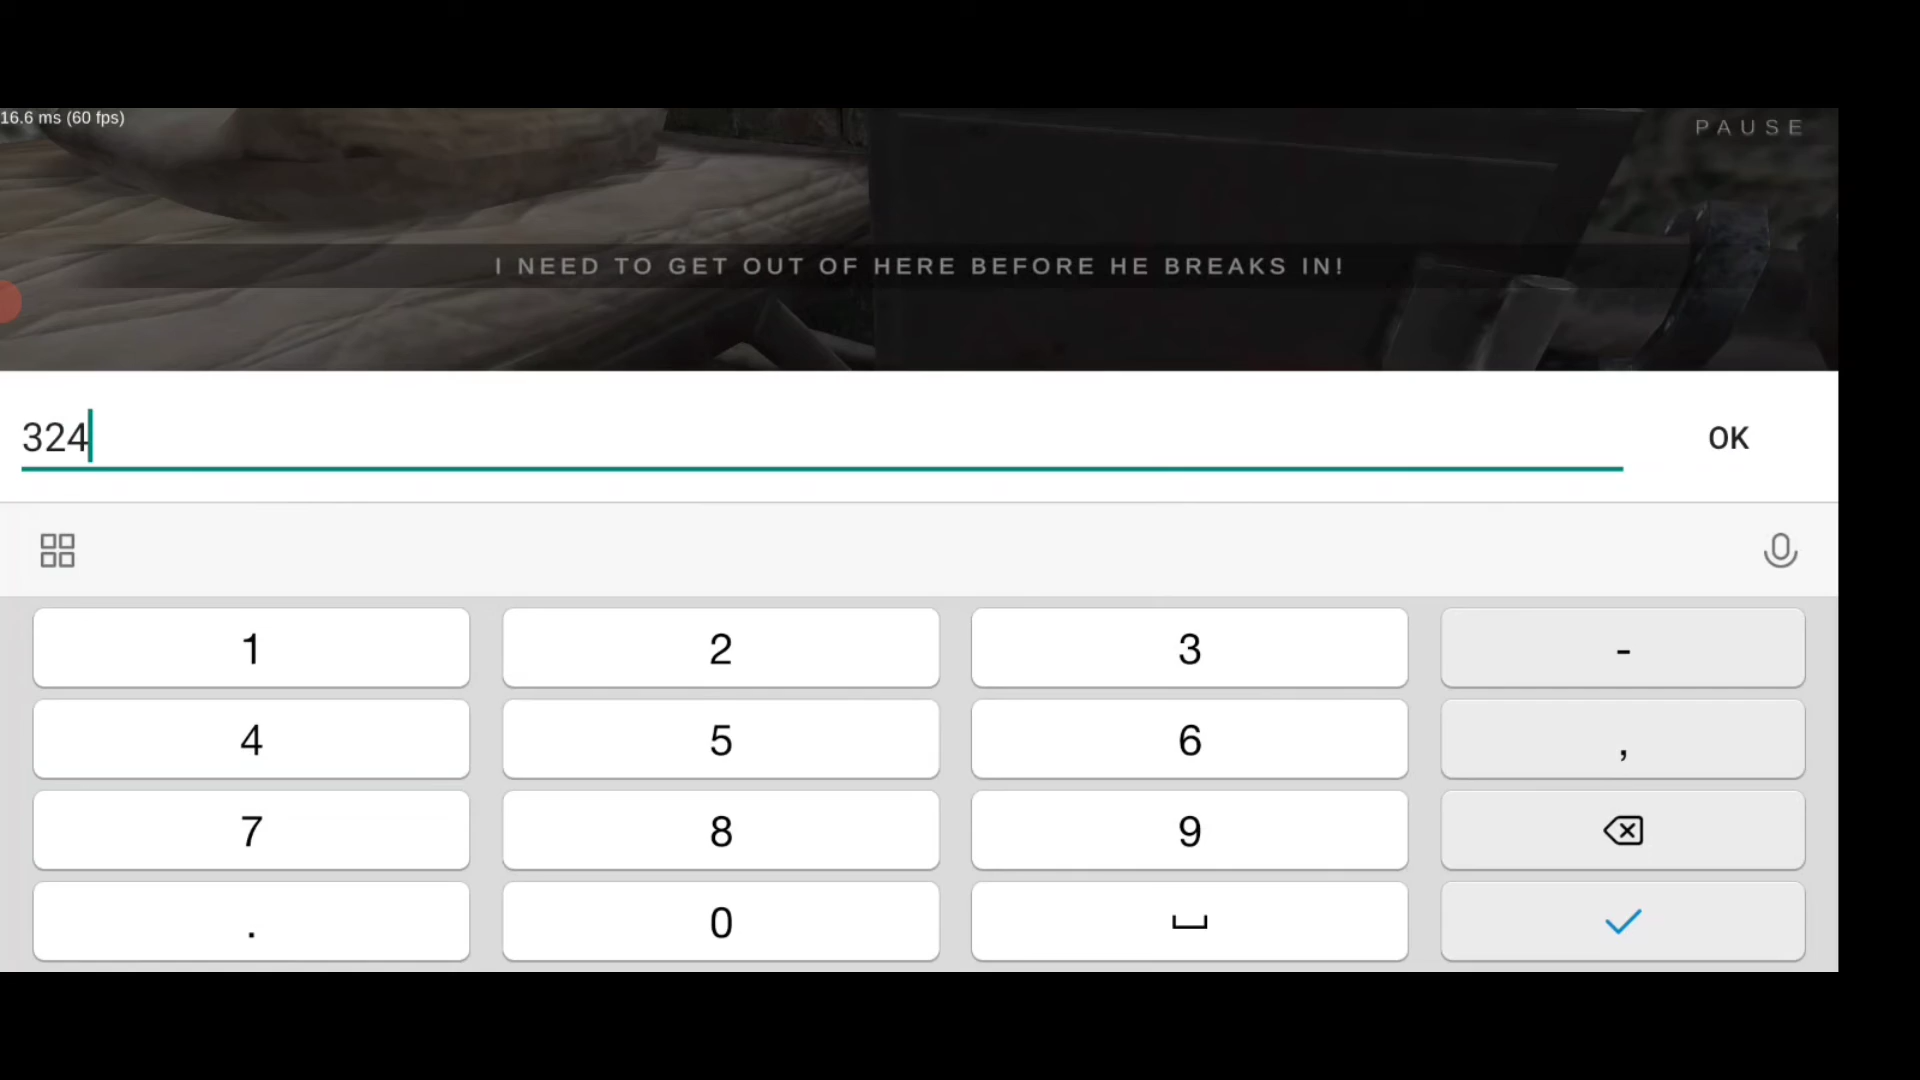 16.6 ms (60 fps)
PAUSE
I NEED TO GET OUT OF HERE BEFORE HE BREAKS IN!
324
OK
1 2 3 -
4 5 6 ,
7 8 9
. 0